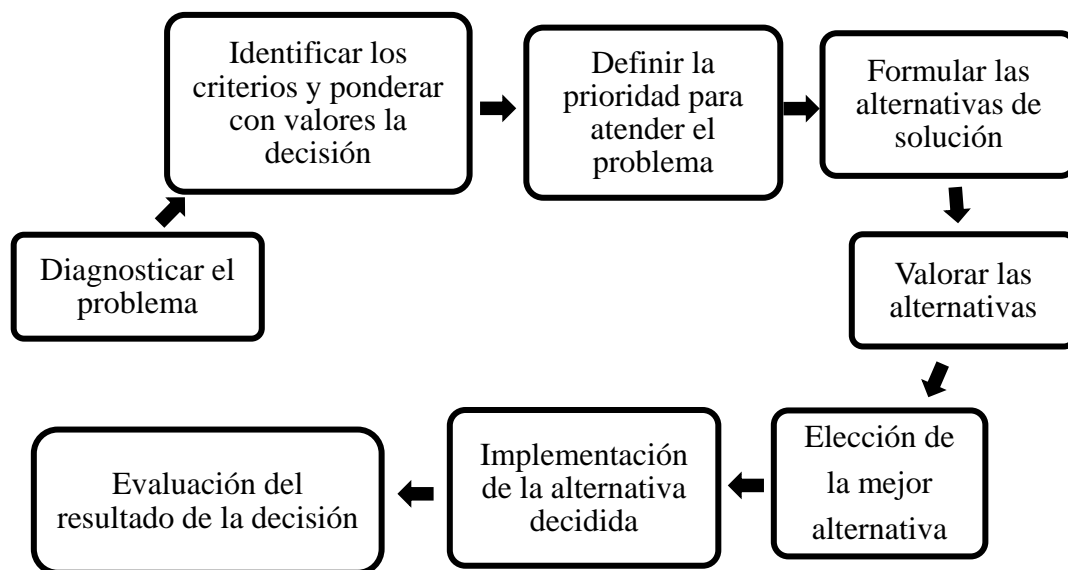 Diagnosticar el
problema
Identificar los
criterios y ponderar
con valores la
decisión
Definir la
prioridad para
atender el
problema
Formular las
alternativas de
solución
Valorar las
alternativas
Elección de
la mejor
alternativa
Implementación
de la alternativa
decidida
Evaluación del
resultado de la decisión